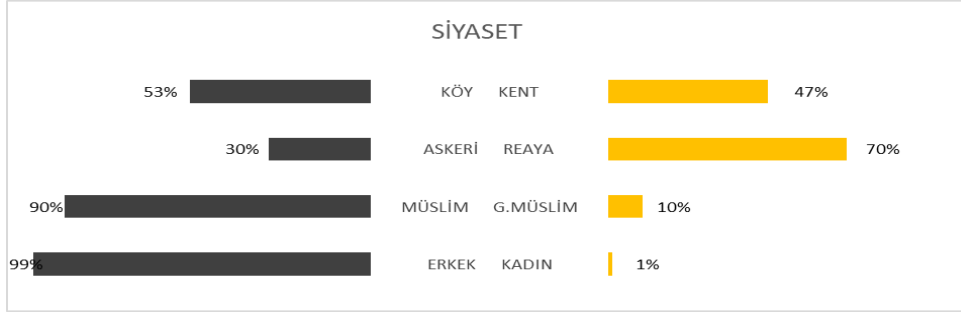 SİYASET
53% KÖY KENT 47%
30% ASKERİ REAYA 70%
90% MÜSLİM G.MÜSLİM 10%
99% ERKEK KADIN 1%